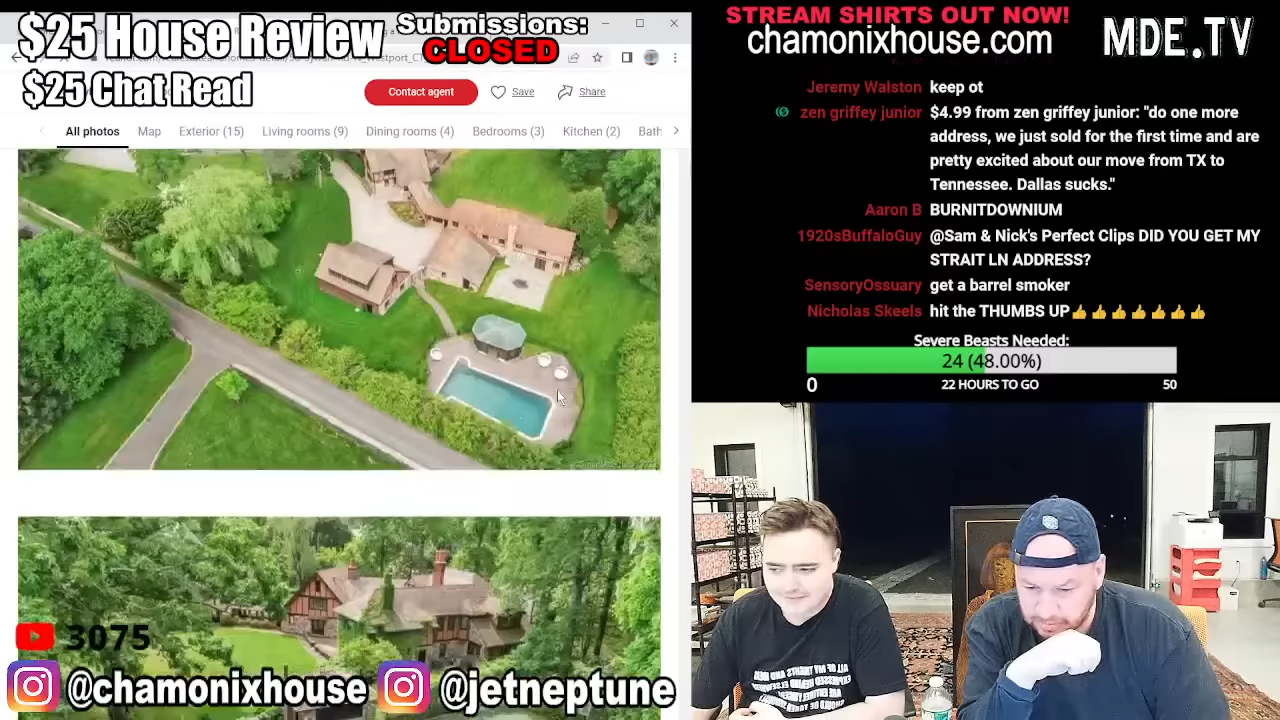 $25 House Review
$25 Chat Read
Submissions:
CLOSED
Contact agent
Save
Share
All photos
Map
Exterior (15)
Living rooms (9)
Dining rooms (4)
Bedrooms (3)
Kitchen (2)
Bath
3075
@chamonixhouse
@jetneptune
STREAM SHIRTS OUT NOW!
chamonixhouse.com
MDE.TV
Jeremy Walston keep ot
zen griffey junior $4.99 from zen griffey junior: "do one more
address, we just sold for the first time and are
pretty excited about our move from TX to
Tennessee. Dallas sucks."
Aaron B BURNITDOWNIUM
1920sBuffaloGuy @Sam & Nick's Perfect Clips DID YOU GET MY
STRAIT LN ADDRESS?
SensoryOssuary get a barrel smoker
Nicholas Skeels hit the THUMBS UP👍👍👍👍👍👍👍
Severe Beasts Needed:
24 (48.00%)
0
22 HOURS TO GO
50